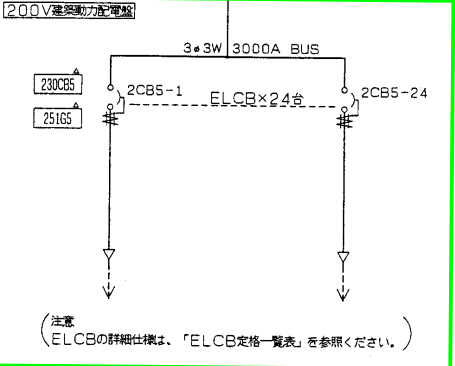 200V建築動力配電盤
3φ3W 3000A BUS
230CB5
2CB5-1
ELCB×24台
2CB5-24
251G5
注意
ELCBの詳細仕様は、「ELCB定格一覧表」を参照ください。